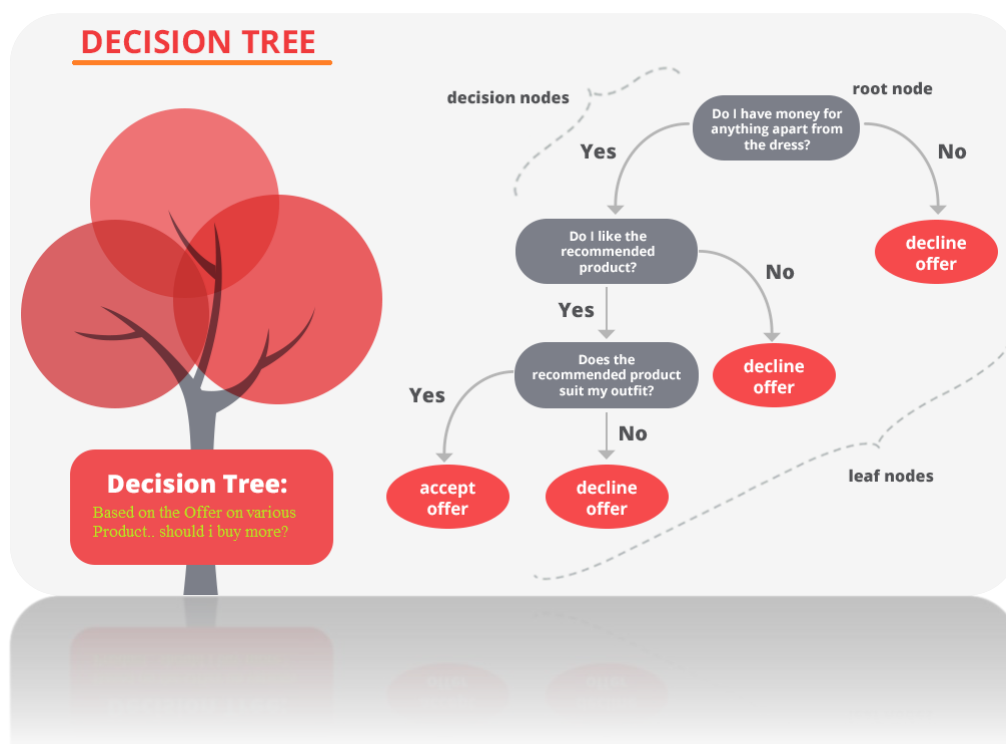 DECISION TREE
decision nodes
root node
Do I have money for
anything apart from
the dress?
Yes
No
Do I like the
recommended
product?
decline
offer
Yes
No
Does the
recommended product
suit my outfit?
decline
offer
Yes
No
accept
offer
decline
offer
leaf nodes
Decision Tree:
Based on the Offer on various
Product.. should i buy more?